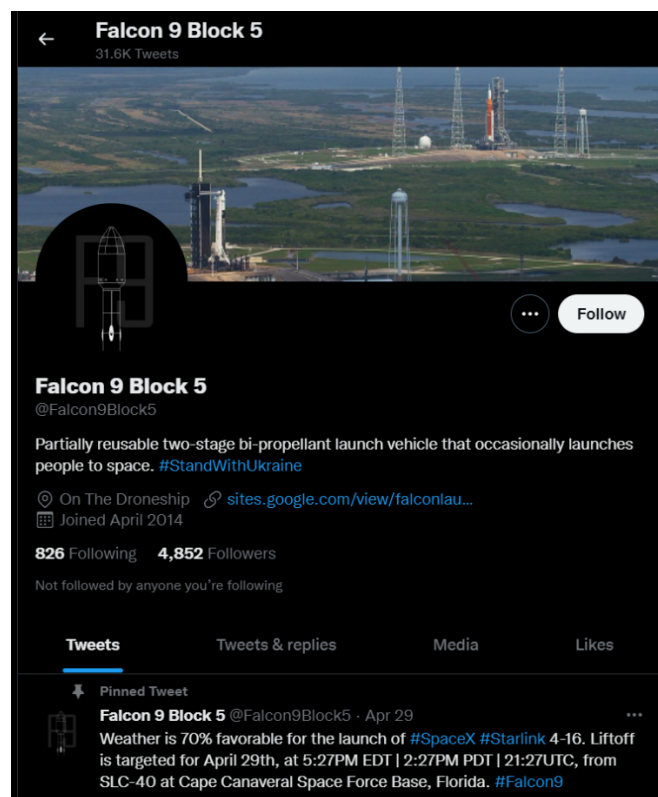 Falcon 9 Block 5
31.6K Tweets
Follow
Falcon 9 Block 5
@Falcon9Block5
Partially reusable two-stage bi-propellant launch vehicle that occasionally launches
people to space. #StandWithUkraine
On The Droneship sites.google.com/view/falconlau...
Joined April 2014
826 Following 4,852 Followers
Not followed by anyone you're following
Tweets Tweets & replies Media Likes
Pinned Tweet
Falcon 9 Block 5 @Falcon9Block5 · Apr 29
Weather is 70% favorable for the launch of #SpaceX #Starlink 4-16. Liftoff
is targeted for April 29th, at 5:27PM EDT | 2:27PM PDT | 21:27UTC, from
SLC-40 at Cape Canaveral Space Force Base, Florida. #Falcon9